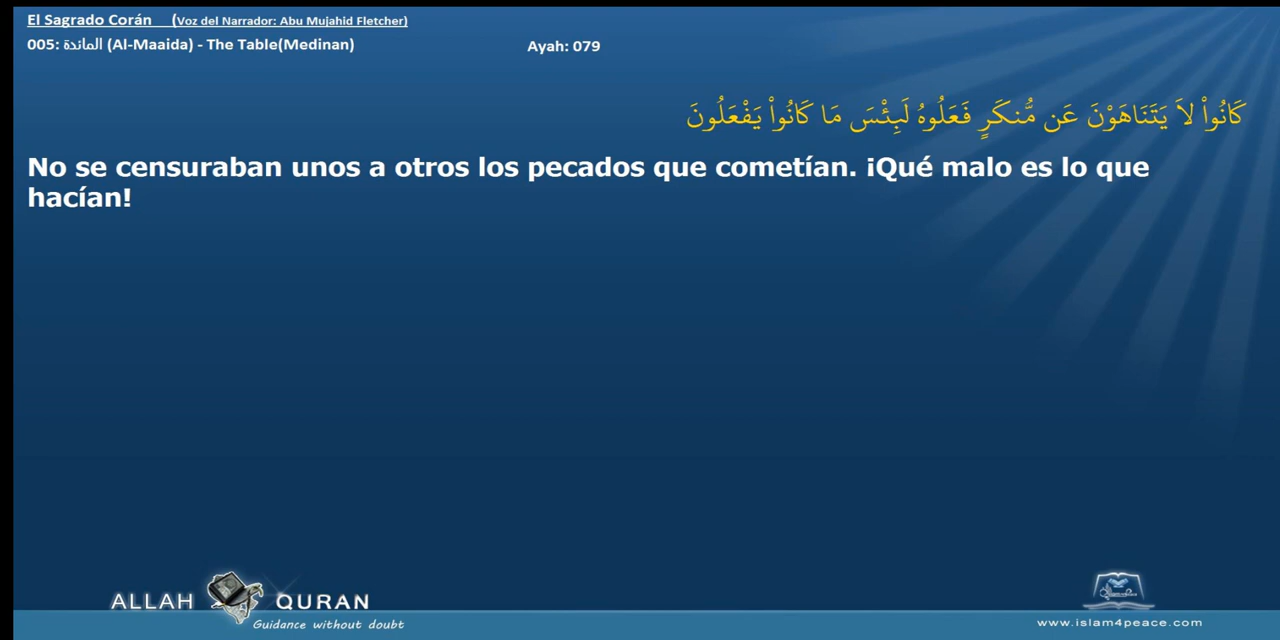 El Sagrado Corán (Voz del Narrador: Abu Mujahid Fletcher)
005: المائدة (Al-Maaida) - The Table(Medinan)
Ayah: 079
كَانُواْ لاَ يَتَنَاهَوْنَ عَن مُّنكَرٍ فَعَلُوهُ لَبِئْسَ مَا كَانُواْ يَفْعَلُونَ
No se censuraban unos a otros los pecados que cometían. ¡Qué malo es lo que
hacían!
ALLAH QURAN
Guidance without doubt
www.islam4peace.com